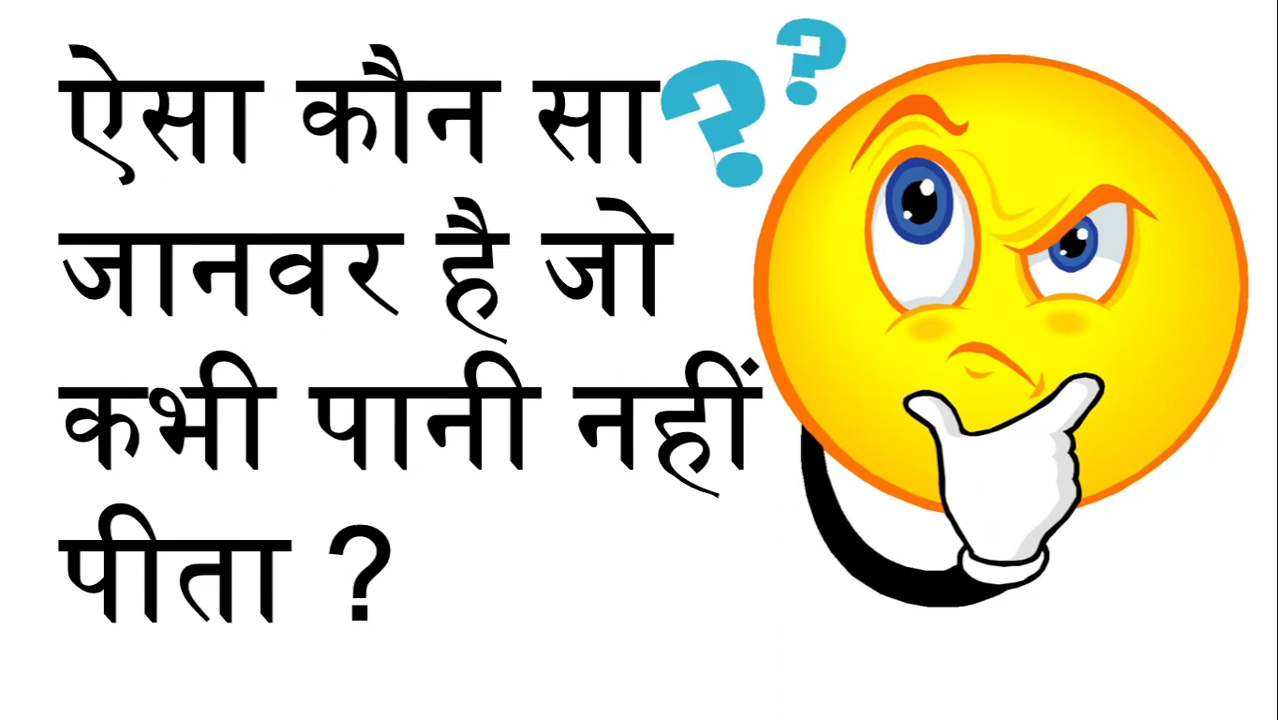 ऐसा कौन सा
जानवर है जो
कभी पानी नहीं
पीता ?
??